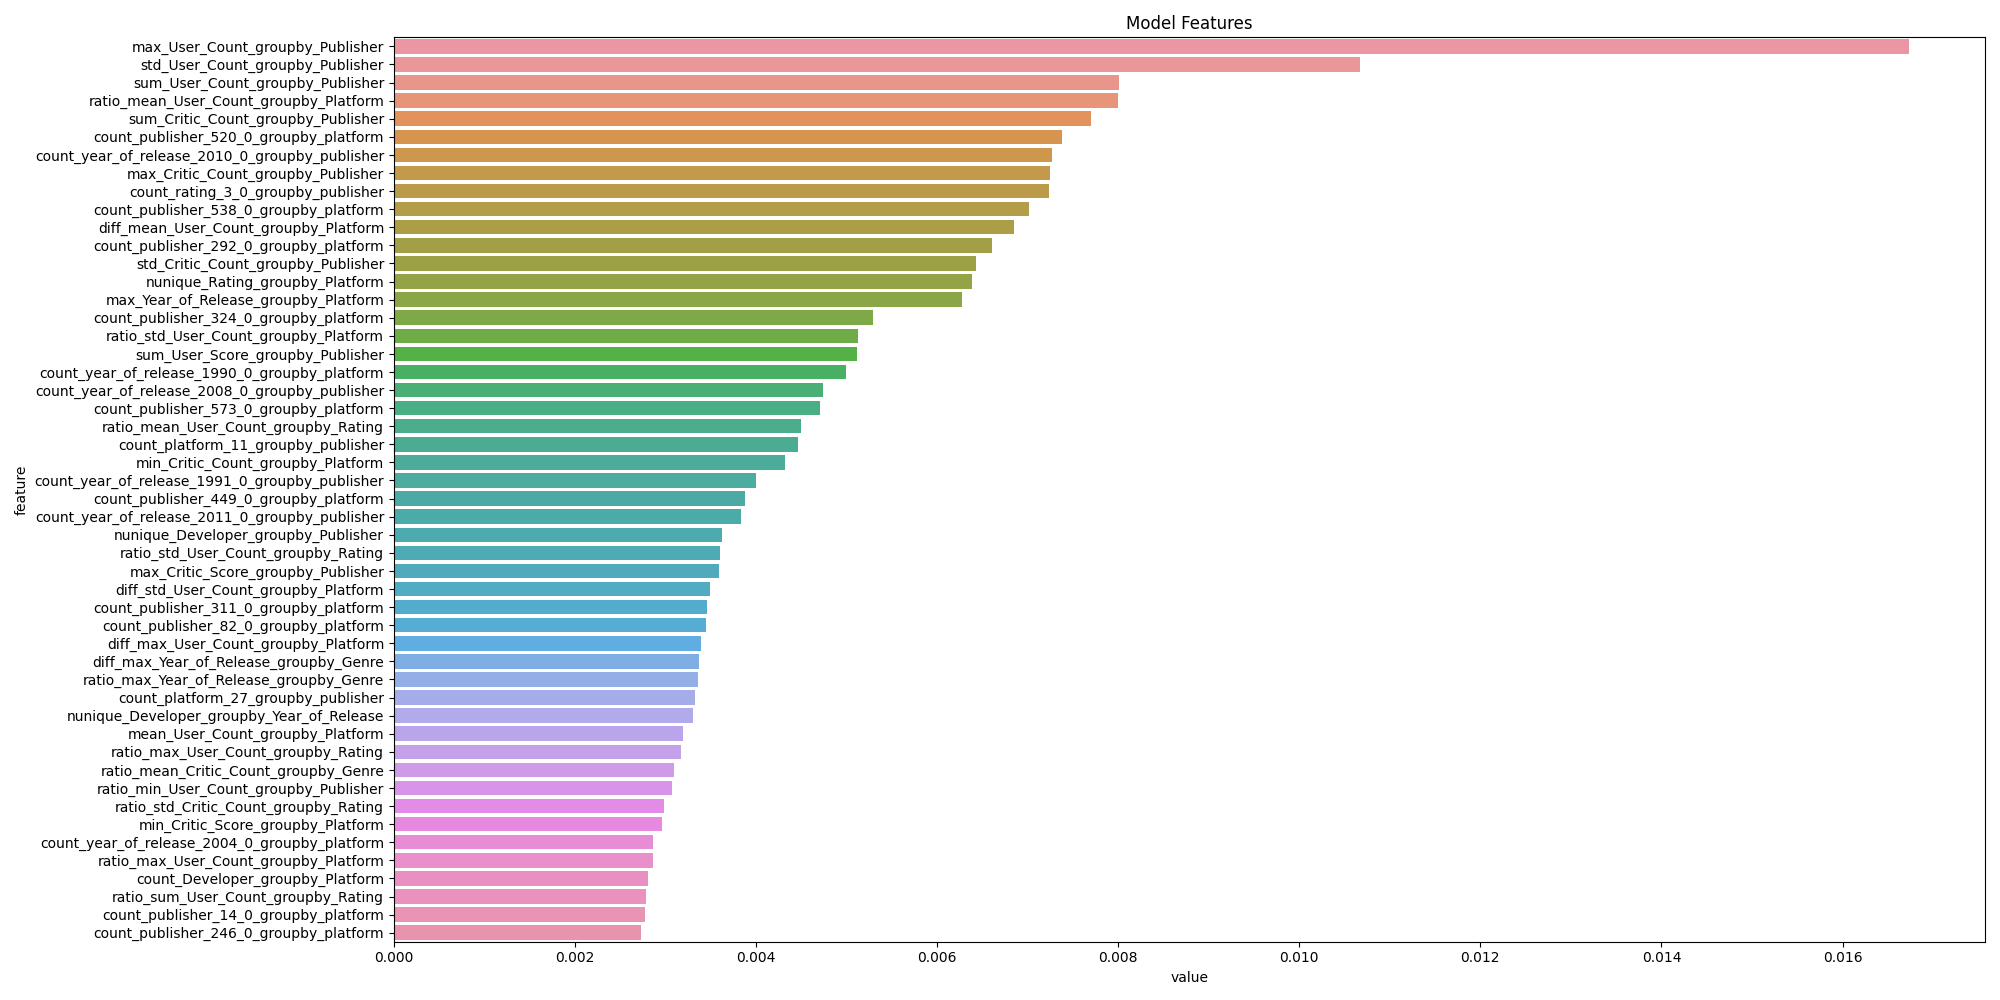 Model Features
max_User_Count_groupby_Publisher
std_User_Count_groupby_Publisher
sum_User_Count_groupby_Publisher
ratio_mean_User_Count_groupby_Platform
sum_Critic_Count_groupby_Publisher
count_publisher_520_0_groupby_platform
count_year_of_release_2010_0_groupby_publisher
max_Critic_Count_groupby_Publisher
count_rating_3_0_groupby_publisher
count_publisher_538_0_groupby_platform
diff_mean_User_Count_groupby_Platform
count_publisher_292_0_groupby_platform
std_Critic_Count_groupby_Publisher
nunique_Rating_groupby_Platform
max_Year_of_Release_groupby_Platform
count_publisher_324_0_groupby_platform
ratio_std_User_Count_groupby_Platform
sum_User_Score_groupby_Publisher
count_year_of_release_1990_0_groupby_platform
count_year_of_release_2008_0_groupby_publisher
count_publisher_573_0_groupby_platform
ratio_mean_User_Count_groupby_Rating
count_platform_11_groupby_publisher
min_Critic_Count_groupby_Platform
count_year_of_release_1991_0_groupby_publisher
count_publisher_449_0_groupby_platform
count_year_of_release_2011_0_groupby_publisher
nunique_Developer_groupby_Publisher
ratio_std_User_Count_groupby_Rating
max_Critic_Score_groupby_Publisher
diff_std_User_Count_groupby_Platform
count_publisher_311_0_groupby_platform
count_publisher_82_0_groupby_platform
diff_max_User_Count_groupby_Platform
diff_max_Year_of_Release_groupby_Genre
ratio_max_Year_of_Release_groupby_Genre
count_platform_27_groupby_publisher
nunique_Developer_groupby_Year_of_Release
mean_User_Count_groupby_Platform
ratio_max_User_Count_groupby_Rating
ratio_mean_Critic_Count_groupby_Genre
ratio_min_User_Count_groupby_Publisher
ratio_std_Critic_Count_groupby_Rating
min_Critic_Score_groupby_Platform
count_year_of_release_2004_0_groupby_platform
ratio_max_User_Count_groupby_Platform
count_Developer_groupby_Platform
ratio_sum_User_Count_groupby_Rating
count_publisher_14_0_groupby_platform
count_publisher_246_0_groupby_platform
feature
0.000 0.002 0.004 0.006 0.008 0.010 0.012 0.014 0.016
value